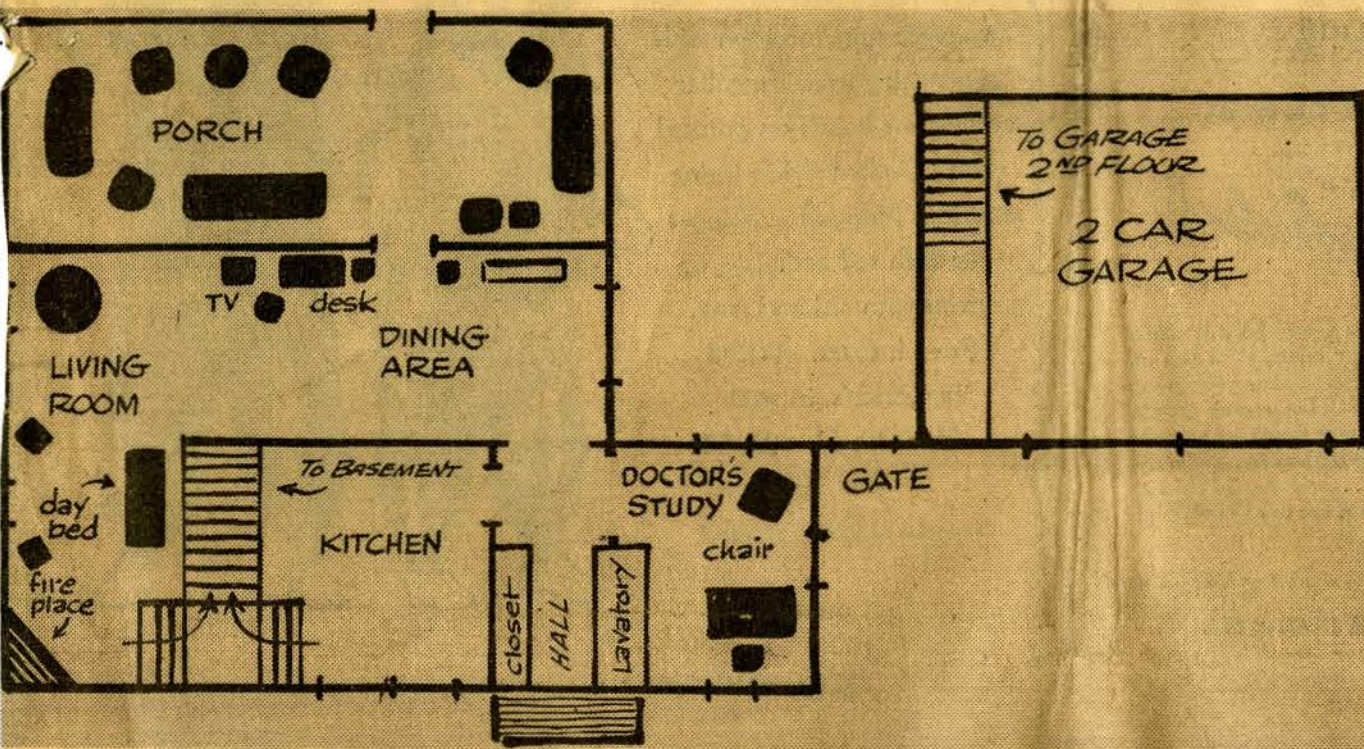 PORCH
TO GARAGE
2ND FLOOR
2 CAR
GARAGE
TV
desk
LIVING
ROOM
DINING
AREA
day
bed
TO BASEMENT
KITCHEN
DOCTOR'S
STUDY
GATE
chair
fire
place
closet
HALL
Lavatory